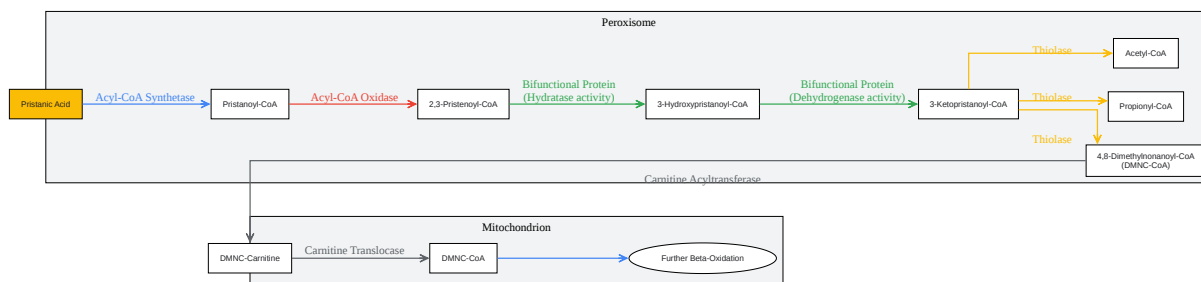 Peroxisome
Thiolase
Acetyl-CoA
Pristanic Acid
Acyl-CoA Synthetase
Pristanoyl-CoA
Acyl-CoA Oxidase
2,3-Pristenoyl-CoA
Bifunctional Protein
(Hydratase activity)
3-Hydroxypristanoyl-CoA
Bifunctional Protein
(Dehydrogenase activity)
3-Ketopristanoyl-CoA
Thiolase
Propionyl-CoA
Thiolase
4,8-Dimethylnonanoyl-CoA
(DMNC-CoA)
Carnitine Acyltransferase
Mitochondrion
DMNC-Carnitine
Carnitine Translocase
DMNC-CoA
Further Beta-Oxidation